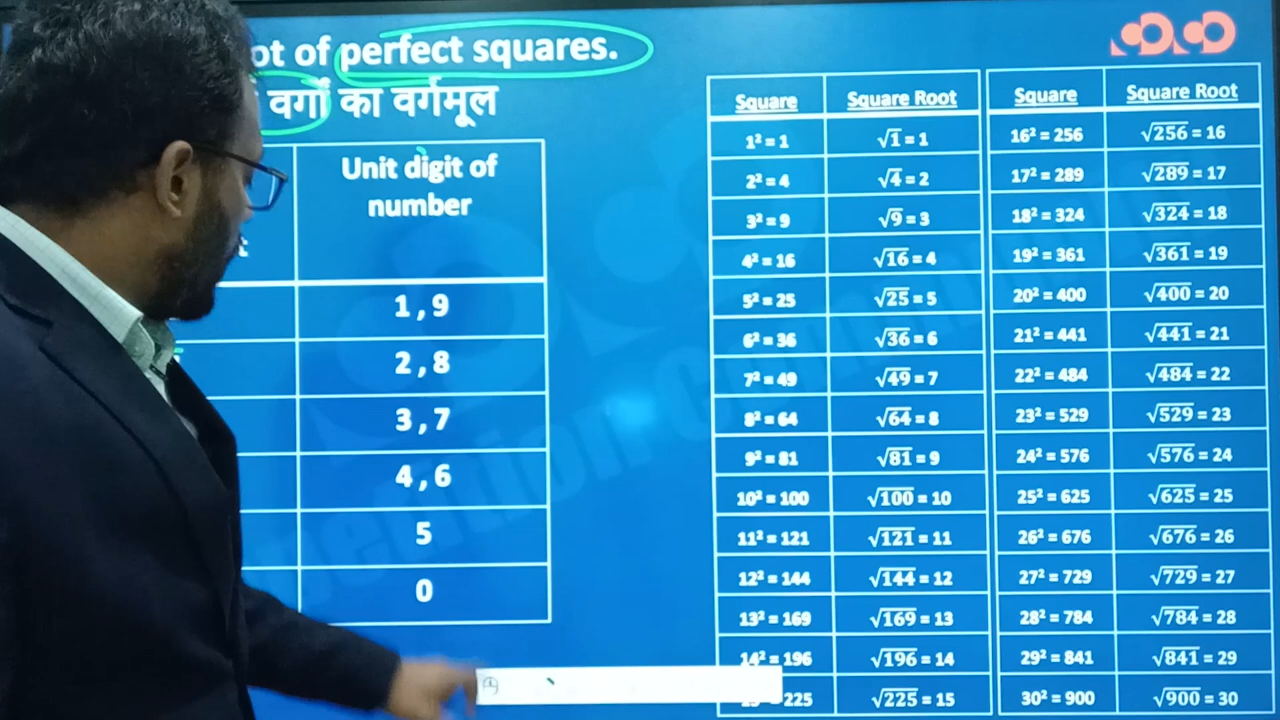 of perfect squares.
वर्गों का वर्गमूल
Unit digit of
number
1 , 9
2 , 8
3 , 7
4 , 6
5
0
Square Square Root Square Square Root
1² = 1 √1 = 1 16² = 256 √256 = 16
2² = 4 √4 = 2 17² = 289 √289 = 17
3² = 9 √9 = 3 18² = 324 √324 = 18
4² = 16 √16 = 4 19² = 361 √361 = 19
5² = 25 √25 = 5 20² = 400 √400 = 20
6² = 36 √36 = 6 21² = 441 √441 = 21
7² = 49 √49 = 7 22² = 484 √484 = 22
8² = 64 √64 = 8 23² = 529 √529 = 23
9² = 81 √81 = 9 24² = 576 √576 = 24
10² = 100 √100 = 10 25² = 625 √625 = 25
11² = 121 √121 = 11 26² = 676 √676 = 26
12² = 144 √144 = 12 27² = 729 √729 = 27
13² = 169 √169 = 13 28² = 784 √784 = 28
14² = 196 √196 = 14 29² = 841 √841 = 29
225 √225 = 15 30² = 900 √900 = 30